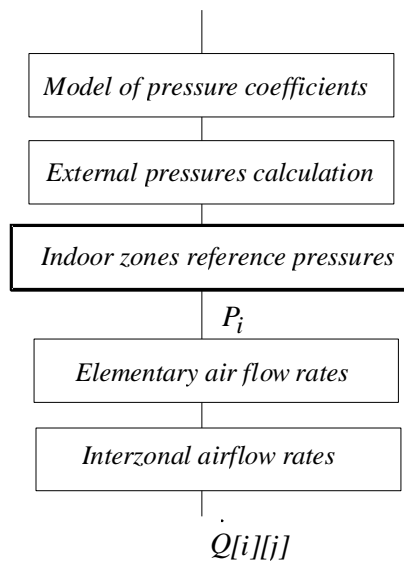 Model of pressure coefficients
External pressures calculation
Indoor zones reference pressures
P_i
Elementary air flow rates
Interzonal airflow rates
Q̇[i][j]